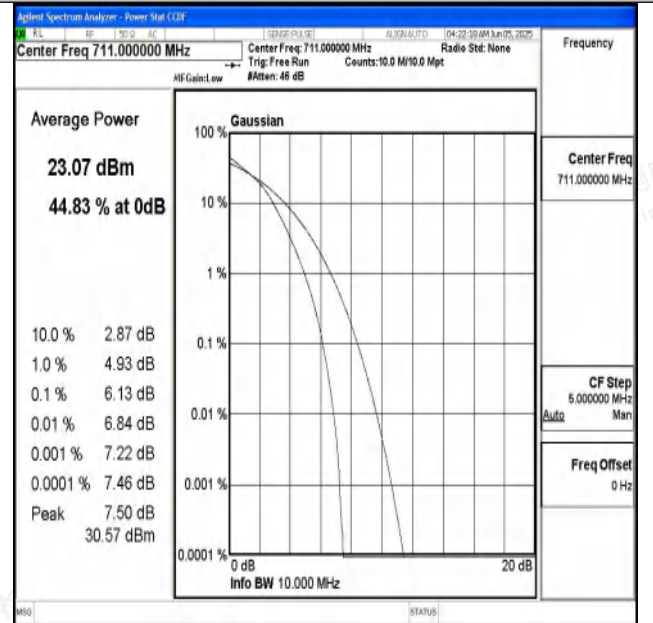 Agilent Spectrum Analyzer - Power Stat CCDF
RL RF 50 Ω AC SENSE:PULSE ALIGN AUTO 04:22:18 AM Jun 05, 2025
Center Freq 711.000000 MHz
Center Freq: 711.000000 MHz Radio Std: None
Trig: Free Run Counts:10.0 M/10.0 Mpt
#IFGain:Low #Atten: 46 dB
Frequency
Average Power
23.07 dBm
44.83 % at 0dB
10.0 % 2.87 dB
1.0 % 4.93 dB
0.1 % 6.13 dB
0.01 % 6.84 dB
0.001 % 7.22 dB
0.0001 % 7.46 dB
Peak 7.50 dB
30.57 dBm
Gaussian
100 %
10 %
1 %
0.1 %
0.01 %
0.001 %
0.0001 %
0 dB 20 dB
Info BW 10.000 MHz
Center Freq
711.000000 MHz
CF Step
5.000000 MHz
Auto Man
Freq Offset
0 Hz
MSG STATUS